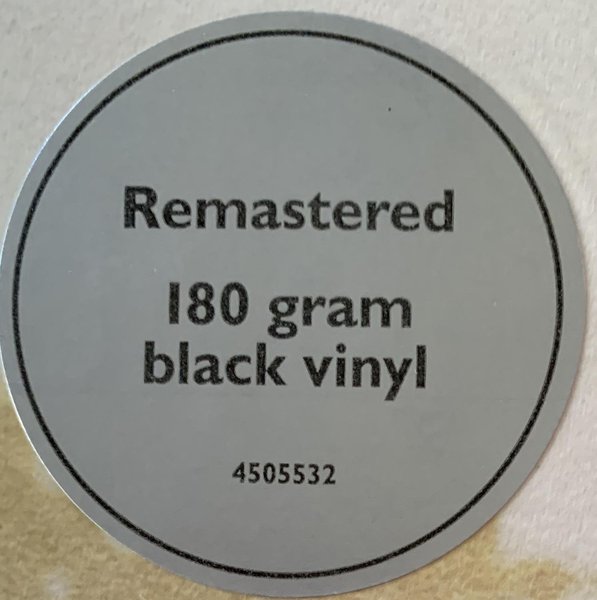 Remastered
180 gram
black vinyl
4505532